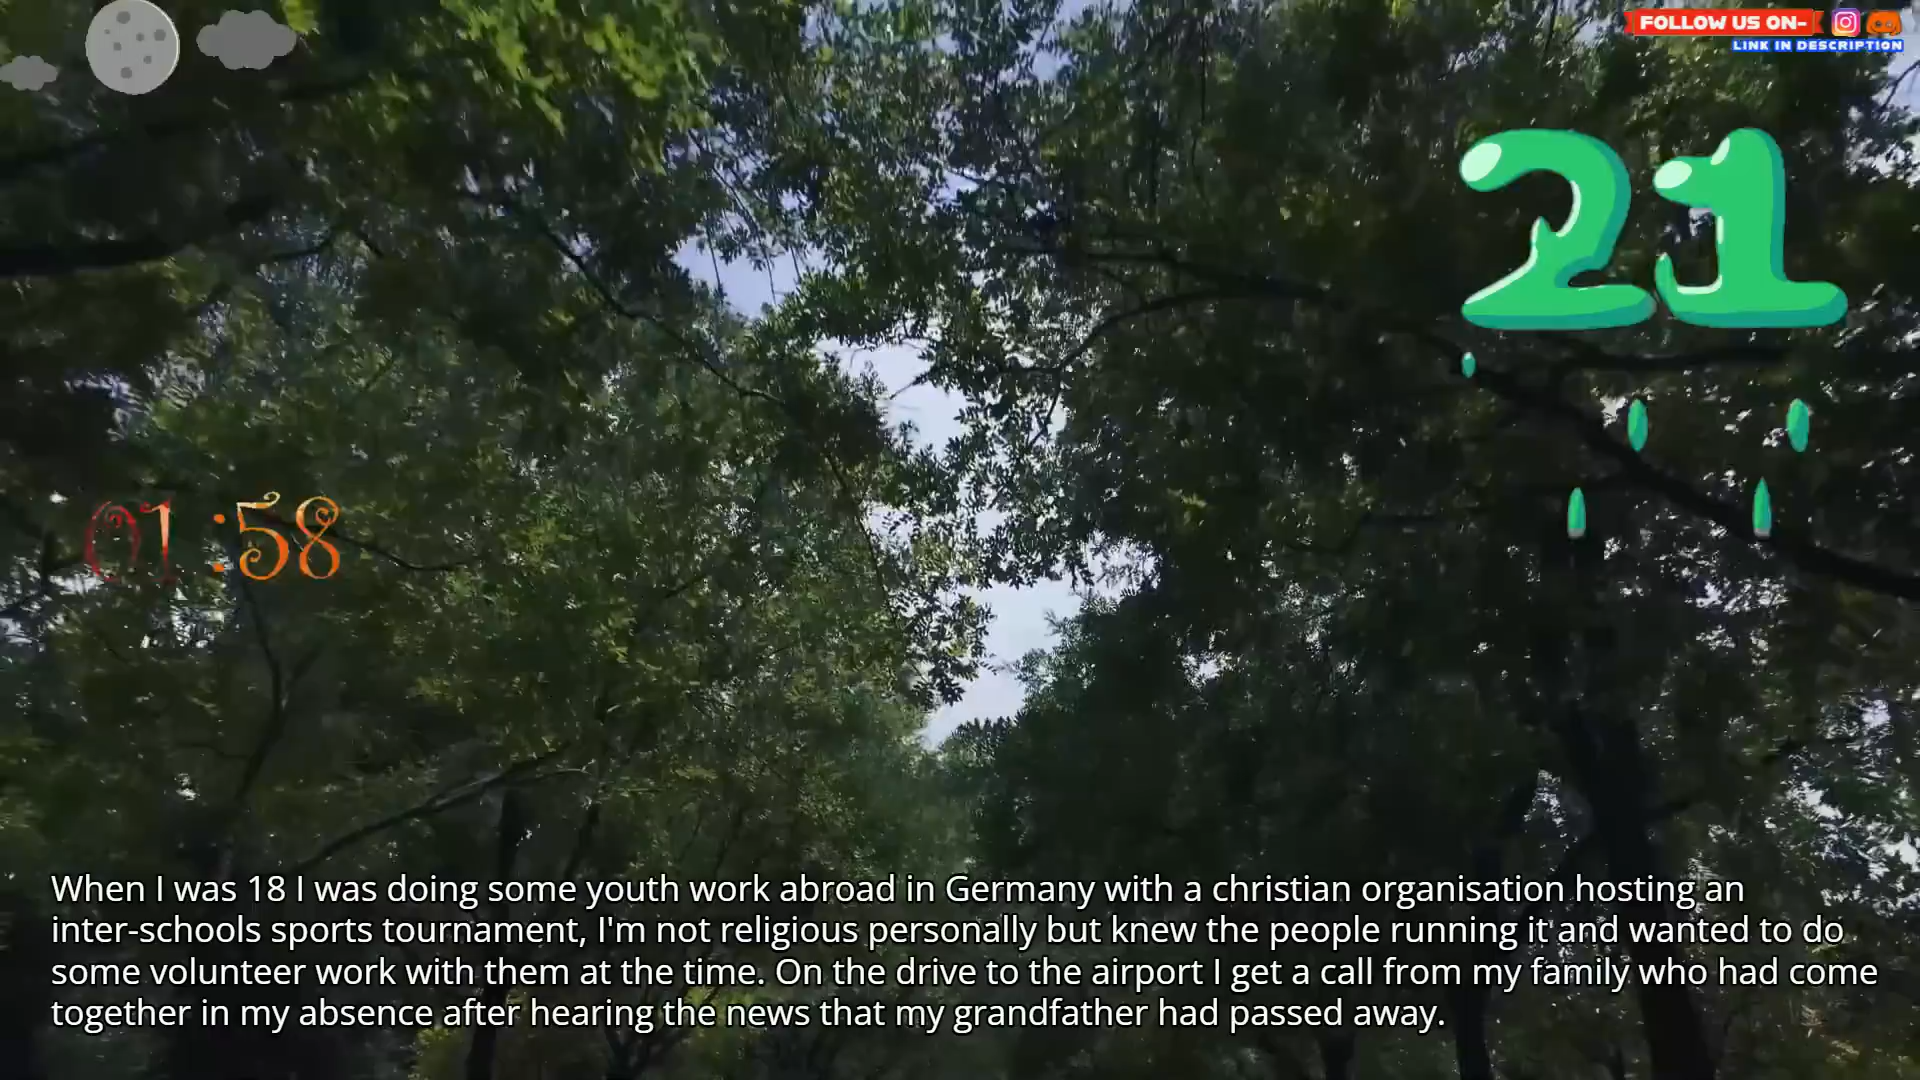 FOLLOW US ON-
LINK IN DESCRIPTION
21
01:58
When I was 18 I was doing some youth work abroad in Germany with a christian organisation hosting an
inter-schools sports tournament, I'm not religious personally but knew the people running it and wanted to do
some volunteer work with them at the time. On the drive to the airport I get a call from my family who had come
together in my absence after hearing the news that my grandfather had passed away.